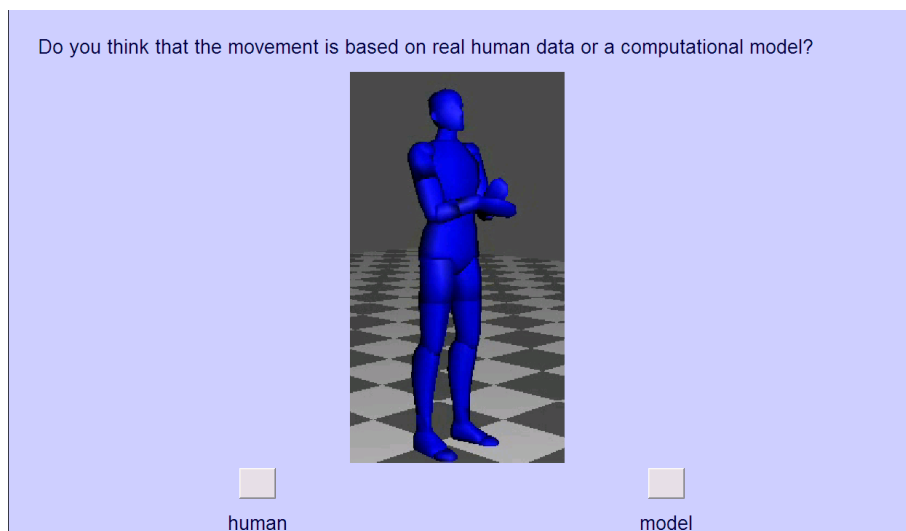 Do you think that the movement is based on real human data or a computational model?
human
model